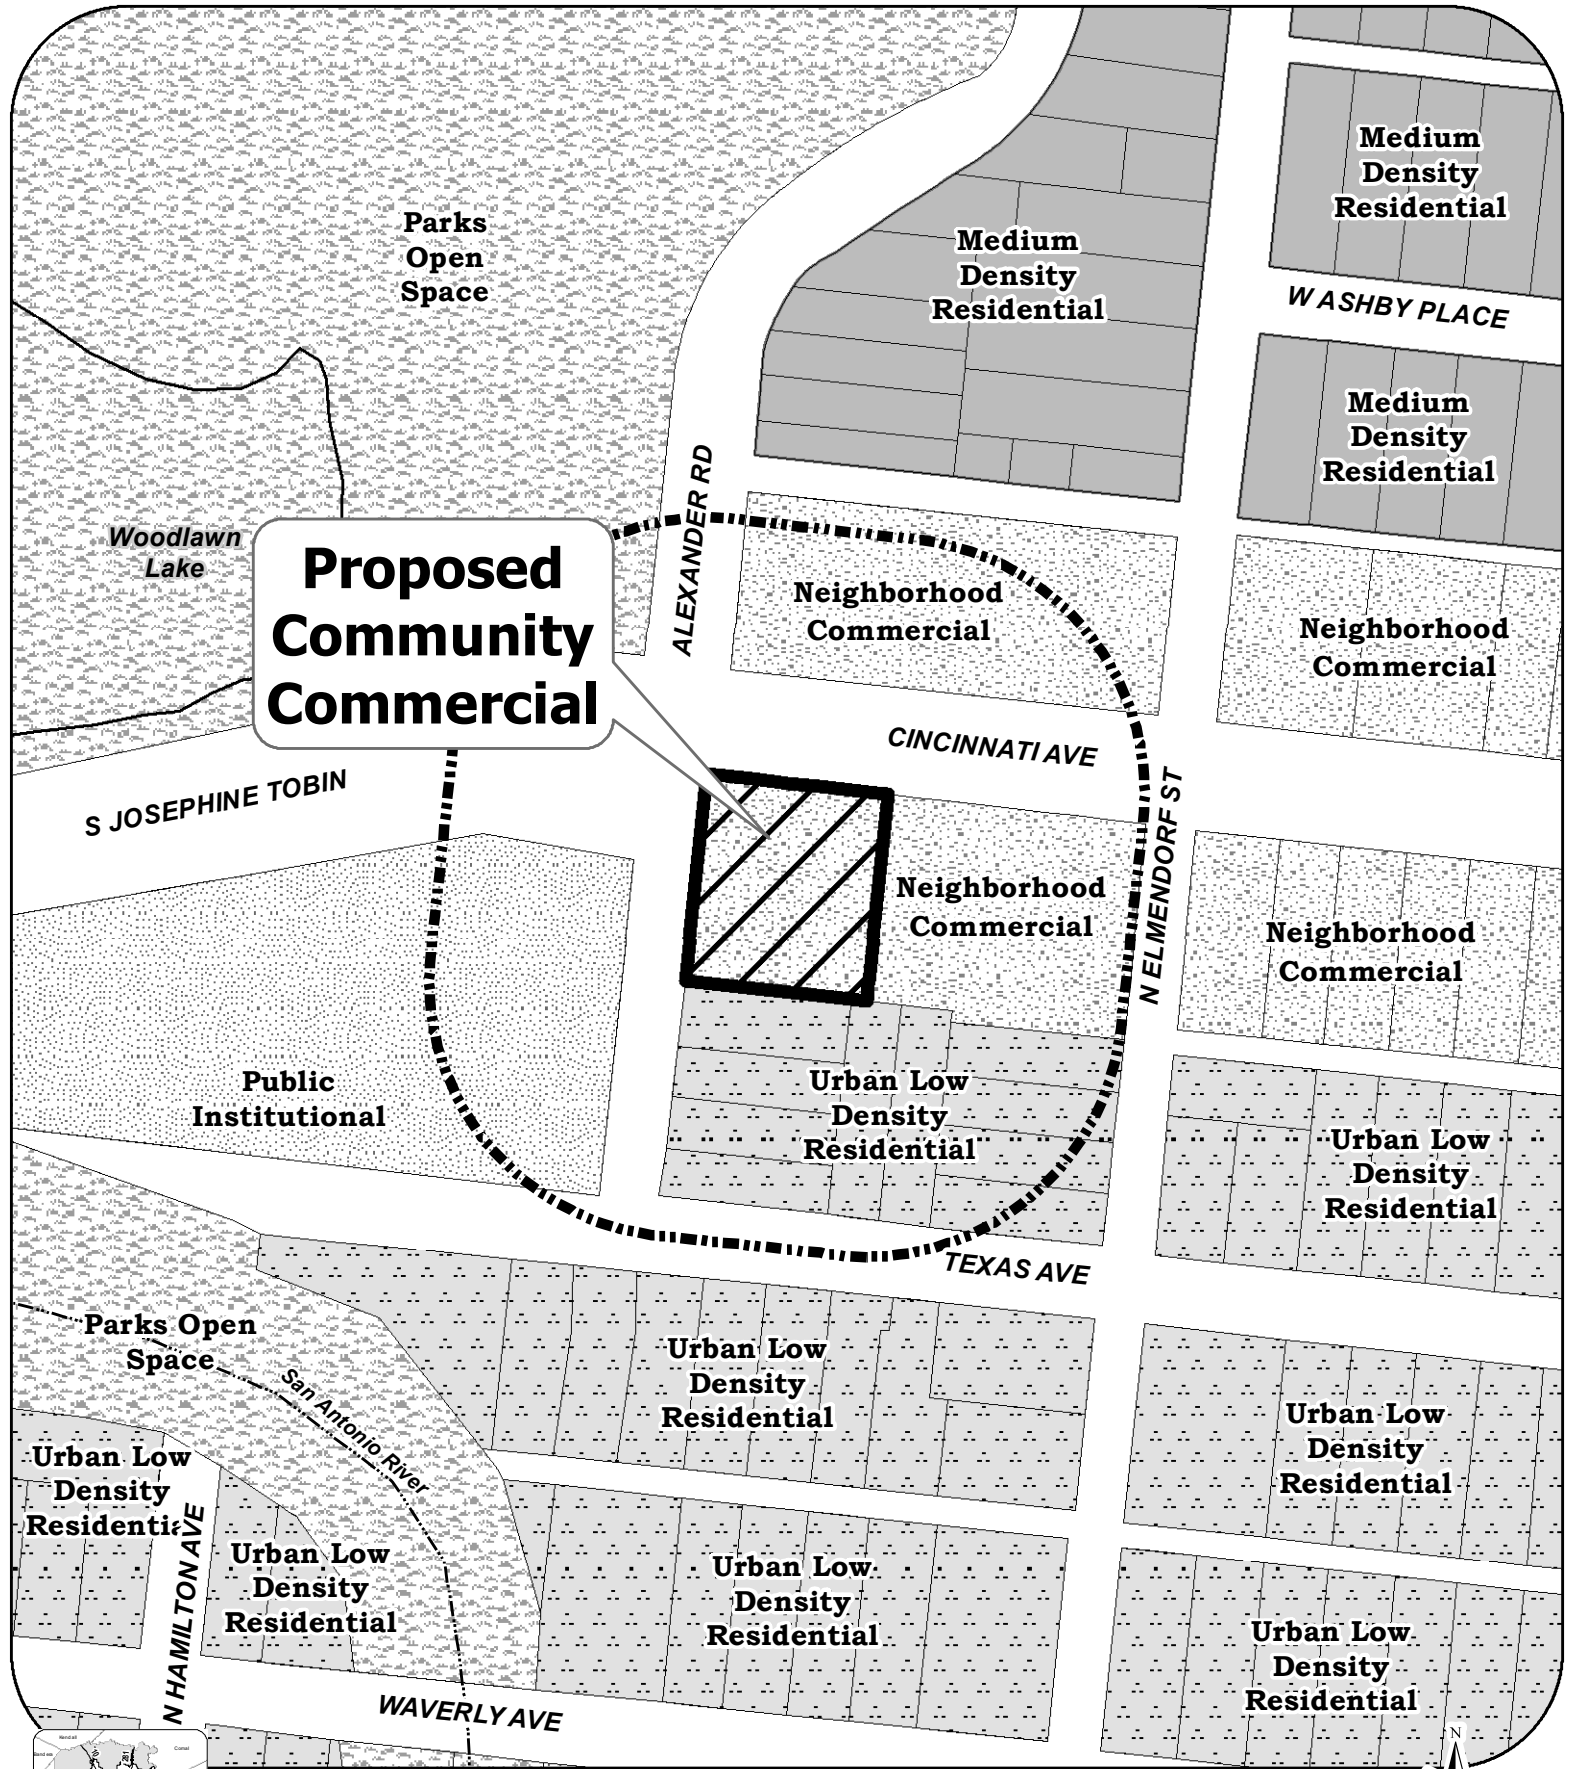 Medium
Density
Residential
Parks
Open
Space
Medium
Density
Residential
W ASHBY PLACE
Medium
Density
Residential
ALEXANDER RD
Woodlawn
Lake
Proposed
Community
Commercial
Neighborhood
Commercial
Neighborhood
Commercial
CINCINNATI AVE
S JOSEPHINE TOBIN
N ELMENDORF ST
Neighborhood
Commercial
Neighborhood
Commercial
Public
Institutional
Urban Low
Density
Residential
Urban Low
Density
Residential
TEXAS AVE
Parks Open
Space
San Antonio River
Urban Low
Density
Residential
Urban Low
Density
Residential
Urban Low
Density
Residential
N HAMILTON AVE
Urban Low
Density
Residential
Urban Low
Density
Residential
Urban Low
Density
Residential
WAVERLY AVE
Kendall
Comal
Bandera
281
N